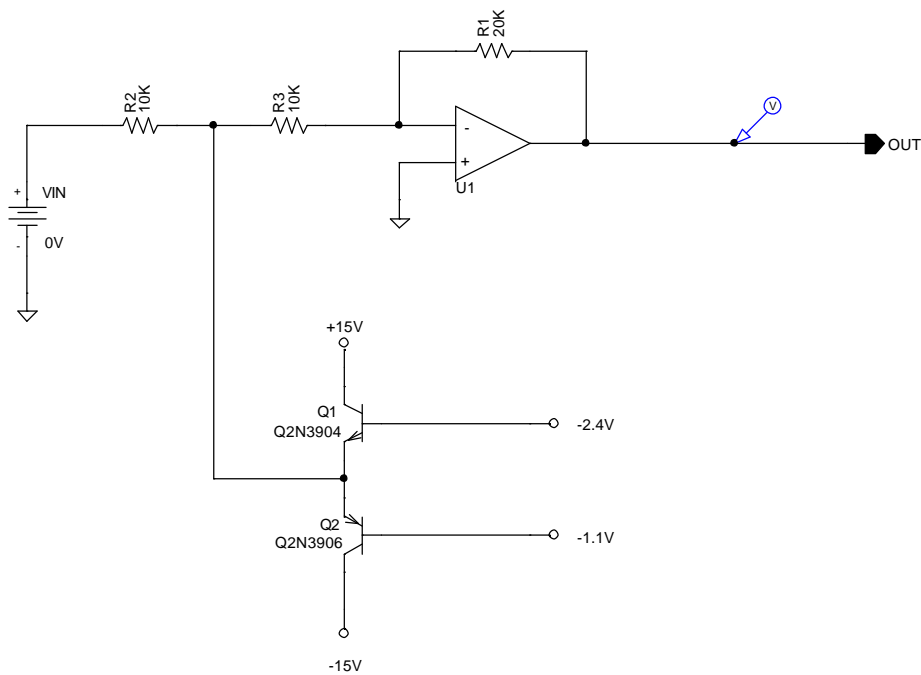 R1
20K
R2
10K
R3
10K
V
-
+
U1
OUT
+
VIN
-
0V
+15V
Q1
Q2N3904
-2.4V
Q2
Q2N3906
-1.1V
-15V